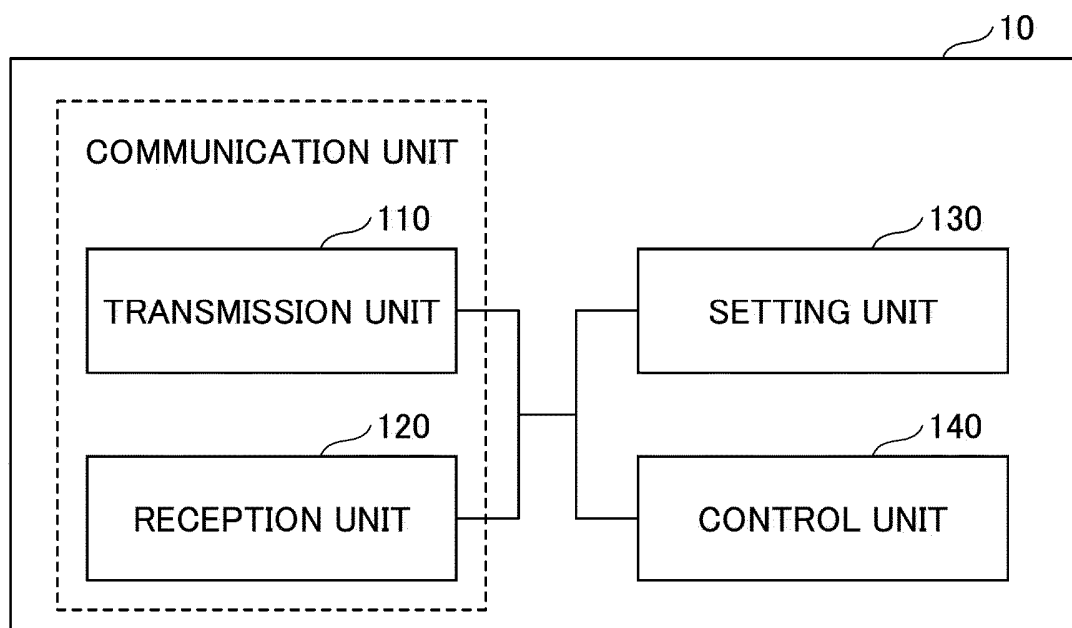 10
COMMUNICATION UNIT
110
130
TRANSMISSION UNIT
SETTING UNIT
120
140
RECEPTION UNIT
CONTROL UNIT